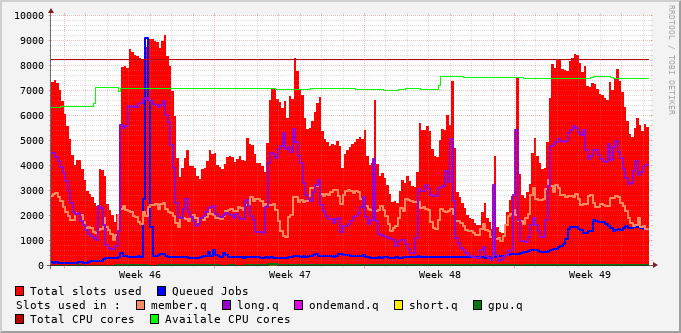 10000
9000
8000
7000
6000
5000
4000
3000
2000
1000
0
Week 46 Week 47 Week 48 Week 49
RRDTOOL / TOBI OETIKER
Total slots used Queued Jobs
Slots used in : member.q long.q ondemand.q short.q gpu.q
Total CPU cores Availale CPU cores